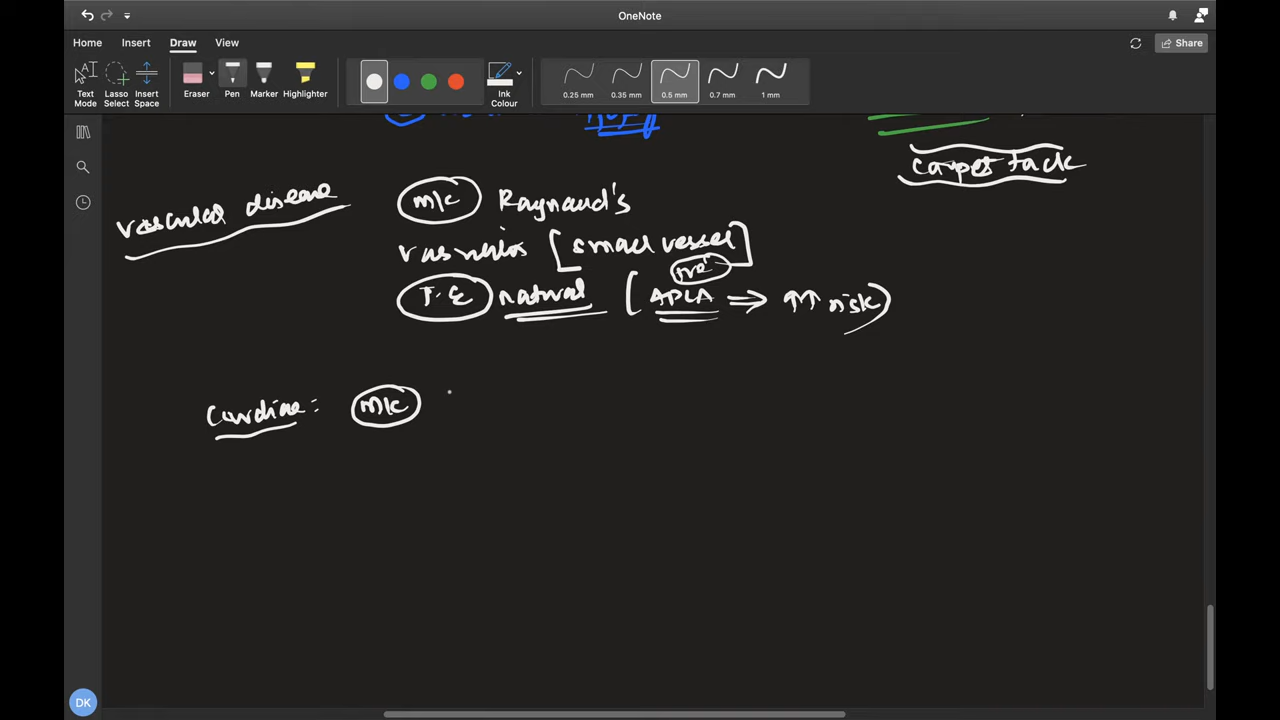 OneNote
Home Insert Draw View
Share
Text Mode
Lasso Select
Insert Space
Eraser
Pen
Marker
Highlighter
Ink Colour
0.25 mm
0.35 mm
0.5 mm
0.7 mm
1 mm
carpet tack
Vascular disease
m/c Raynaud's
vasculitis [small vessel]
+ve
T.E natural (APLA ⇒ ↑↑ risk)
Cardiac: m/c
DK